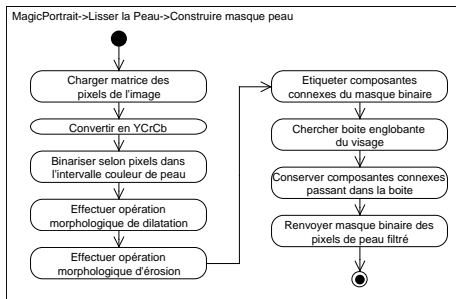 MagicPortrait->Lisser la Peau->Construire masque peau
Charger matrice des
pixels de l'image
Convertir en YCrCb
Binariser selon pixels dans
l'intervalle couleur de peau
Effectuer opération
morphologique de dilatation
Effectuer opération
morphologique d'érosion
Etiqueter composantes
connexes du masque binaire
Chercher boite englobante
du visage
Conserver composantes connexes
passant dans la boite
Renvoyer masque binaire des
pixels de peau filtré